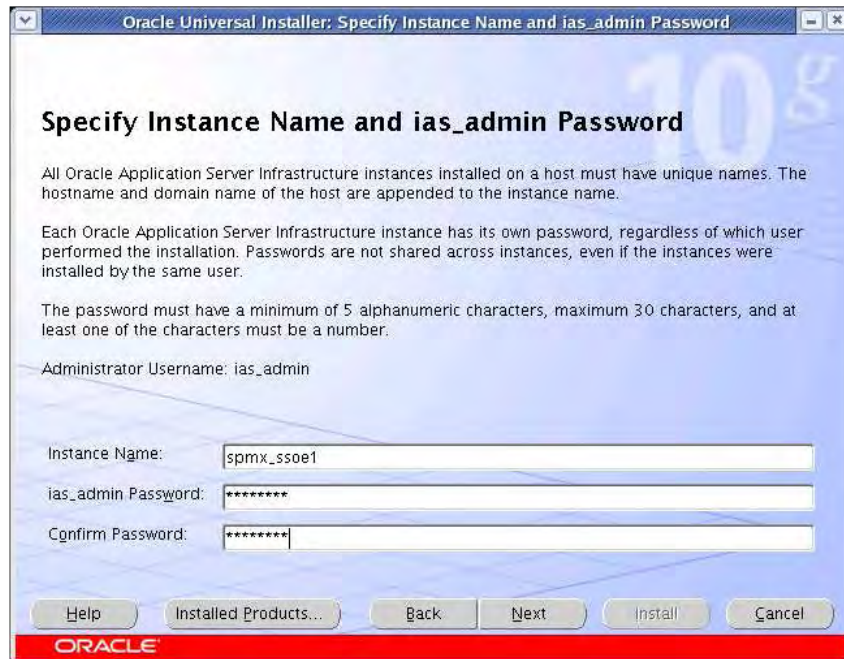 Oracle Universal Installer: Specify Instance Name and ias_admin Password
10g
Specify Instance Name and ias_admin Password
All Oracle Application Server Infrastructure instances installed on a host must have unique names. The
hostname and domain name of the host are appended to the instance name.
Each Oracle Application Server Infrastructure instance has its own password, regardless of which user
performed the installation. Passwords are not shared across instances, even if the instances were
installed by the same user.
The password must have a minimum of 5 alphanumeric characters, maximum 30 characters, and at
least one of the characters must be a number.
Administrator Username: ias_admin
Instance Name: spmx_ssoe1
ias_admin Password: ********
Confirm Password: ********
Help Installed Products... Back Next Install Cancel
ORACLE